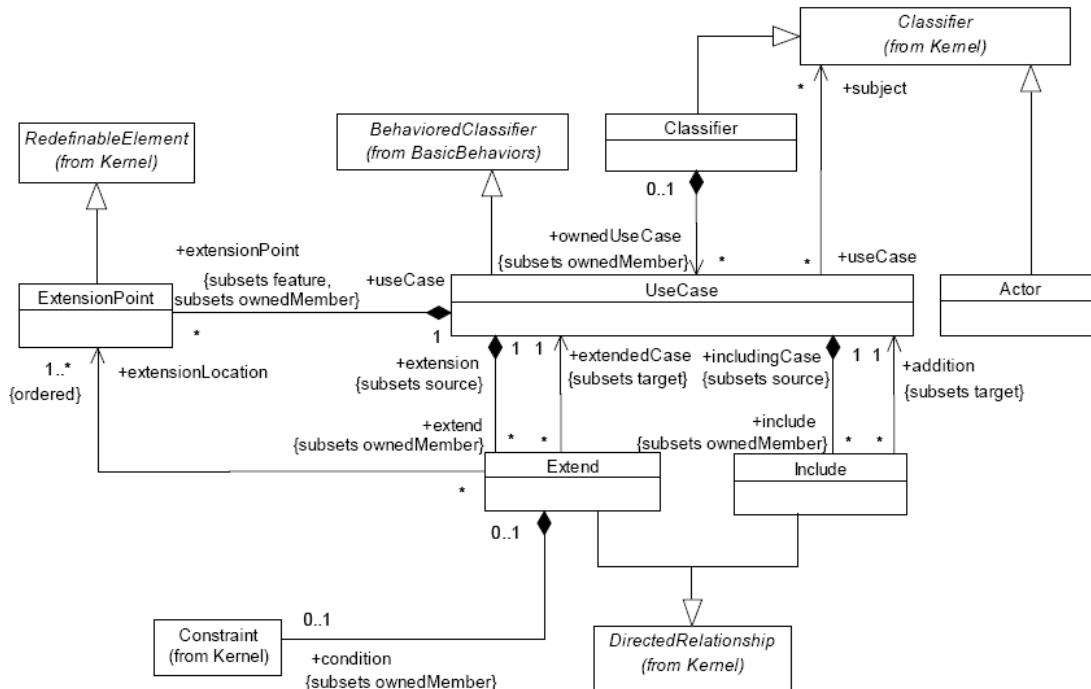 Classifier
(from Kernel)
*
+subject
RedefinableElement
(from Kernel)
BehavioredClassifier
(from BasicBehaviors)
Classifier
0..1
+extensionPoint
{subsets feature,
subsets ownedMember}
+useCase
+ownedUseCase
{subsets ownedMember}
*
*
+useCase
ExtensionPoint
UseCase
Actor
*
1
1..*
{ordered}
+extensionLocation
+extension
{subsets source}
1
1
+extendedCase
{subsets target}
+includingCase
{subsets source}
1
1
+addition
{subsets target}
+extend
{subsets ownedMember}
*
*
+include
{subsets ownedMember}
*
*
Extend
Include
*
0..1
0..1
Constraint
(from Kernel)
+condition
{subsets ownedMember}
DirectedRelationship
(from Kernel)